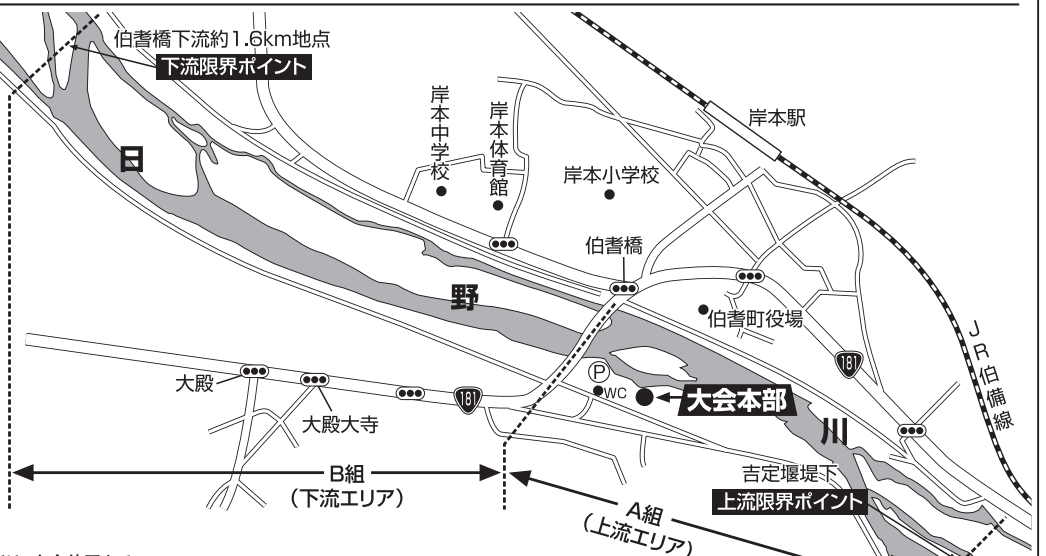 伯耆橋下流約1.6km地点
下流限界ポイント
岸本中学校
岸本体育館
岸本小学校
岸本駅
日
伯耆橋
野
伯耆町役場
JR伯備線
181
大殿
大殿大寺
181
P
WC
大会本部
川
B組
(下流エリア)
吉定堰堤下
上流限界ポイント
A組
(上流エリア)